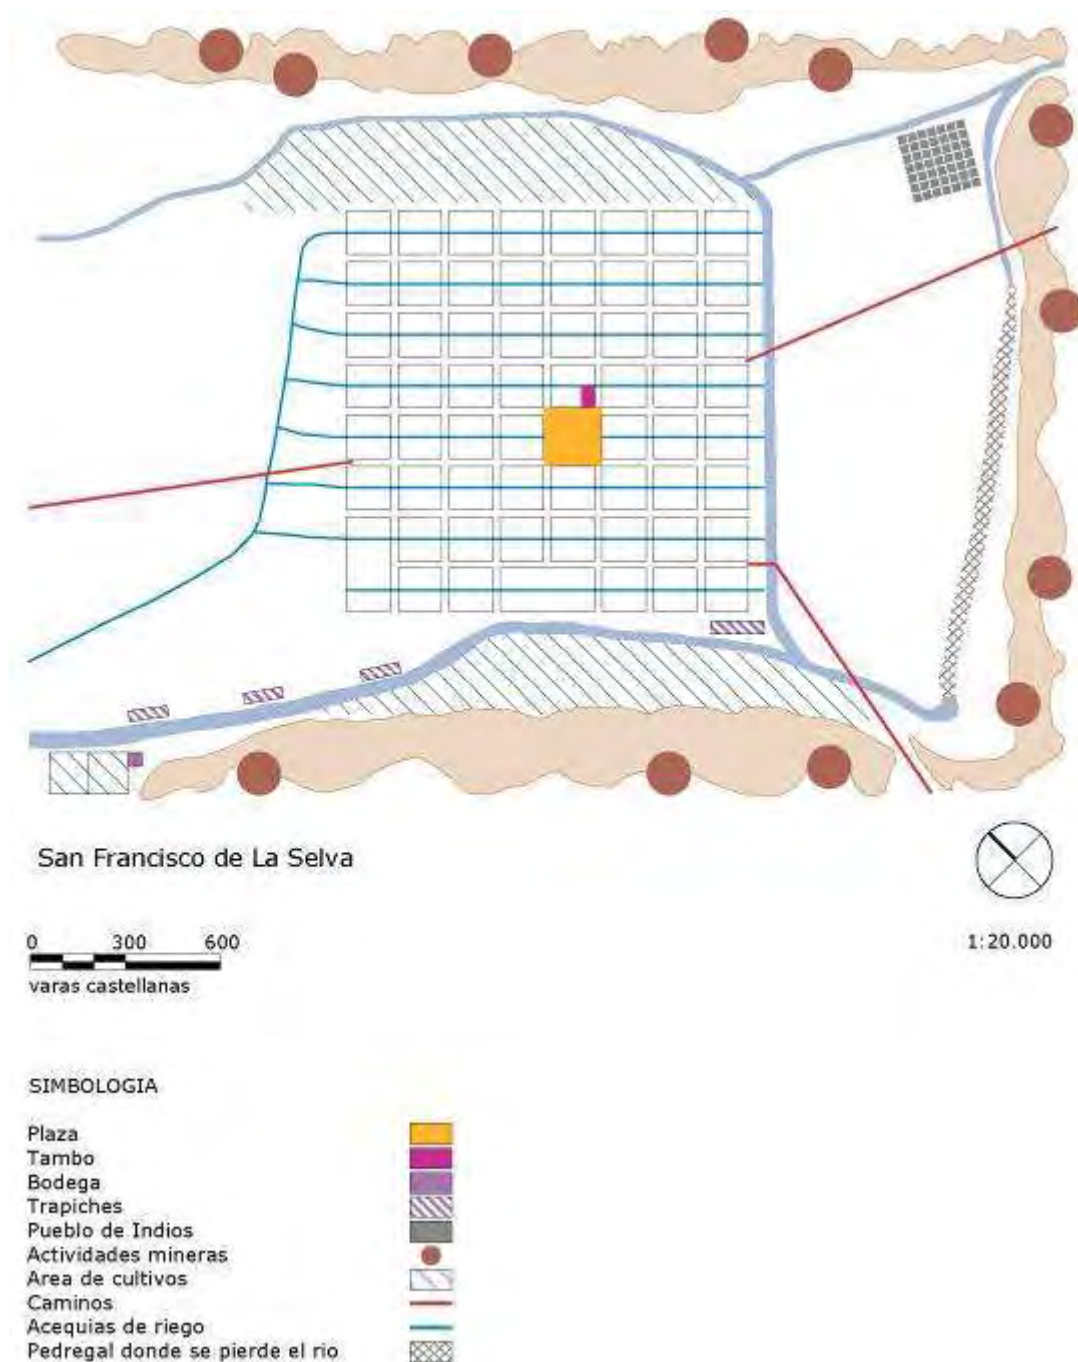 San Francisco de La Selva
0 300 600
varas castellanas
1:20.000
SIMBOLOGIA
Plaza
Tambo
Bodega
Trapiches
Pueblo de Indios
Actividades mineras
Area de cultivos
Caminos
Acequias de riego
Pedregal donde se pierde el rio